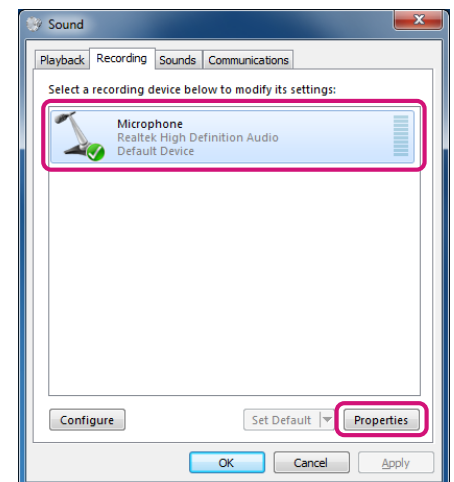 Sound
Playback Recording Sounds Communications
Select a recording device below to modify its settings:
Microphone
Realtek High Definition Audio
Default Device
Configure Set Default Properties
OK Cancel Apply